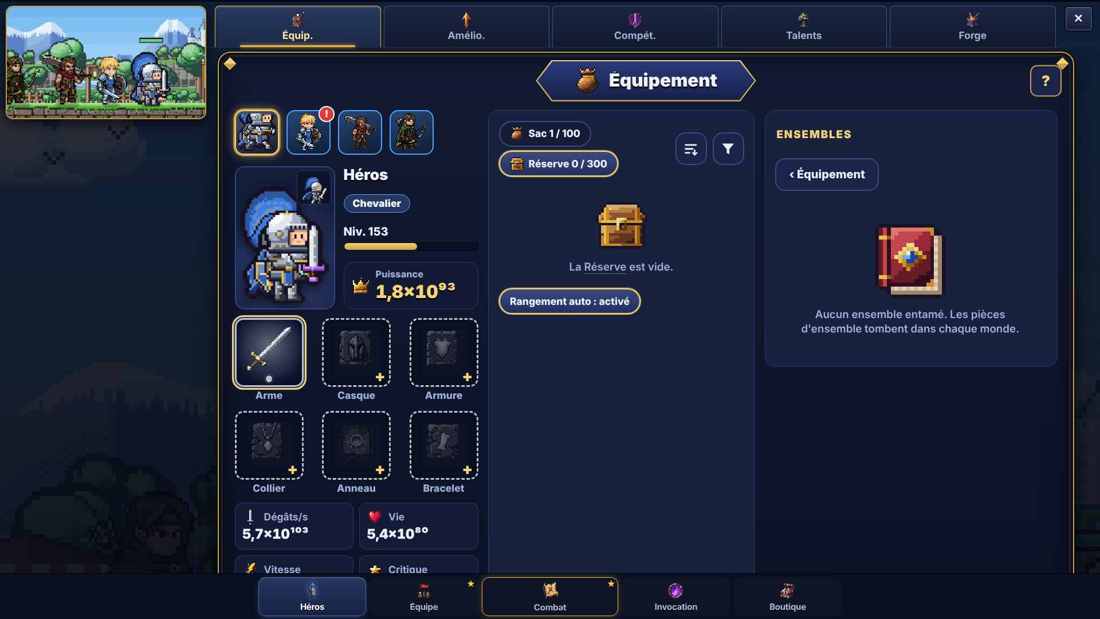 Équip.
Amélio.
Compét.
Talents
Forge
×
Équipement
?
!
Héros
Chevalier
Niv. 153
Puissance
1,8×10⁹³
Arme
Casque
Armure
Collier
Anneau
Bracelet
Dégâts/s
5,7×10¹⁰³
Vie
5,4×10⁸⁰
Vitesse
Critique
Sac 1 / 100
Réserve 0 / 300
La Réserve est vide.
Rangement auto : activé
ENSEMBLES
‹ Équipement
Aucun ensemble entamé. Les pièces
d'ensemble tombent dans chaque monde.
Héros
Équipe
Combat
Invocation
Boutique